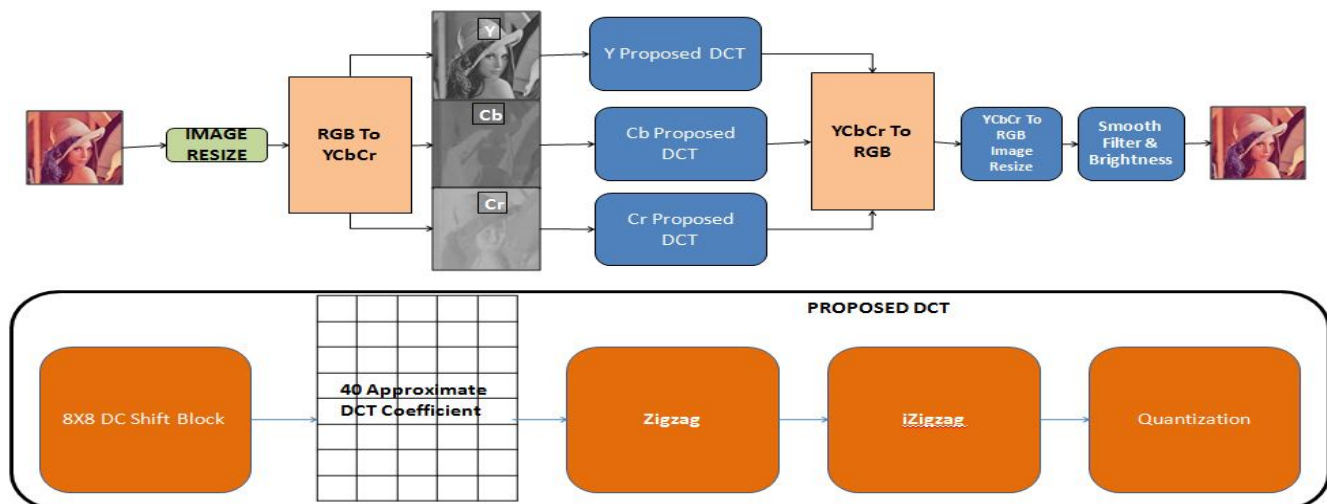 Y
Y Proposed DCT
IMAGE
RESIZE
RGB To
YCbCr
Cb
Cb Proposed
DCT
YCbCr To
RGB
YCbCr To
RGB
Image
Resize
Smooth
Filter &
Brightness
Cr
Cr Proposed
DCT
PROPOSED DCT
8X8 DC Shift Block
40 Approximate
DCT Coefficient
Zigzag
iZigzag
Quantization